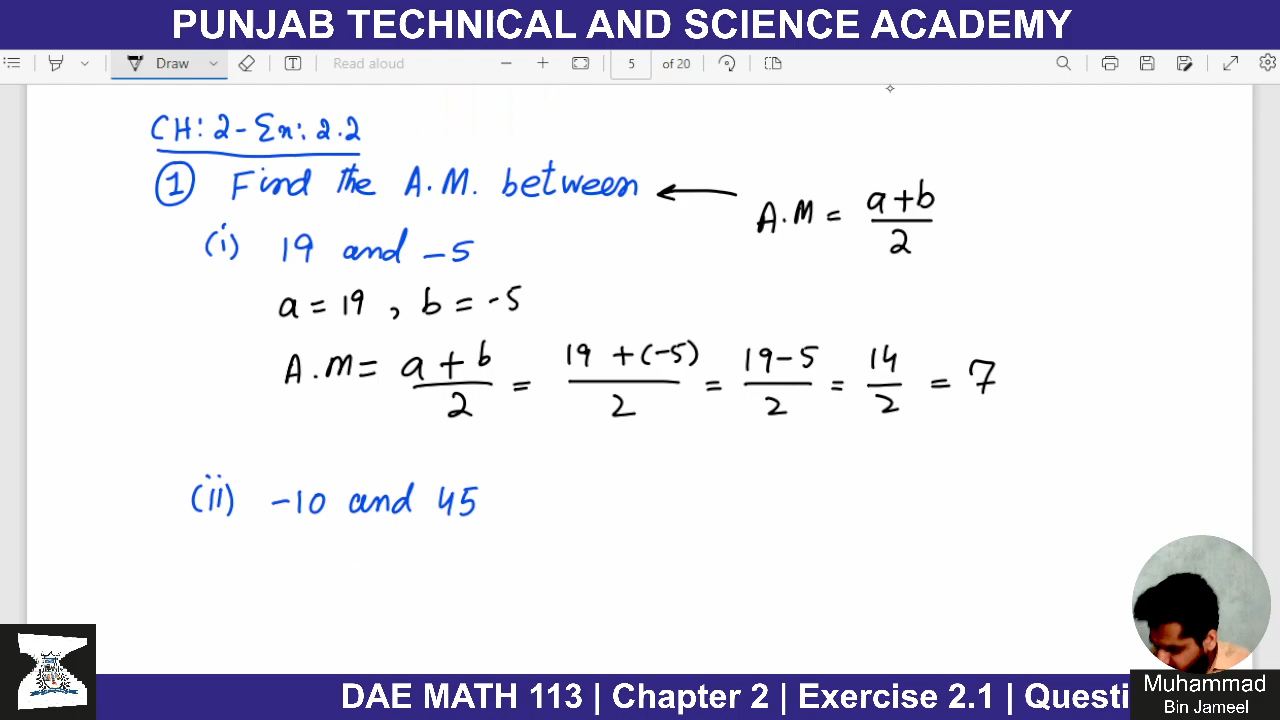 PUNJAB TECHNICAL AND SCIENCE ACADEMY
Draw Read aloud 5 of 20
CH: 2 - Ex: 2.2
① Find the A.M. between ← A.M = a+b/2
(i) 19 and -5
a = 19 , b = -5
A.M = a + b/2 = 19 + (-5)/2 = 19 - 5/2 = 14/2 = 7
(ii) -10 and 45
DAE MATH 113 | Chapter 2 | Exercise 2.1 | Questi
Muhammad
Bin Jameel